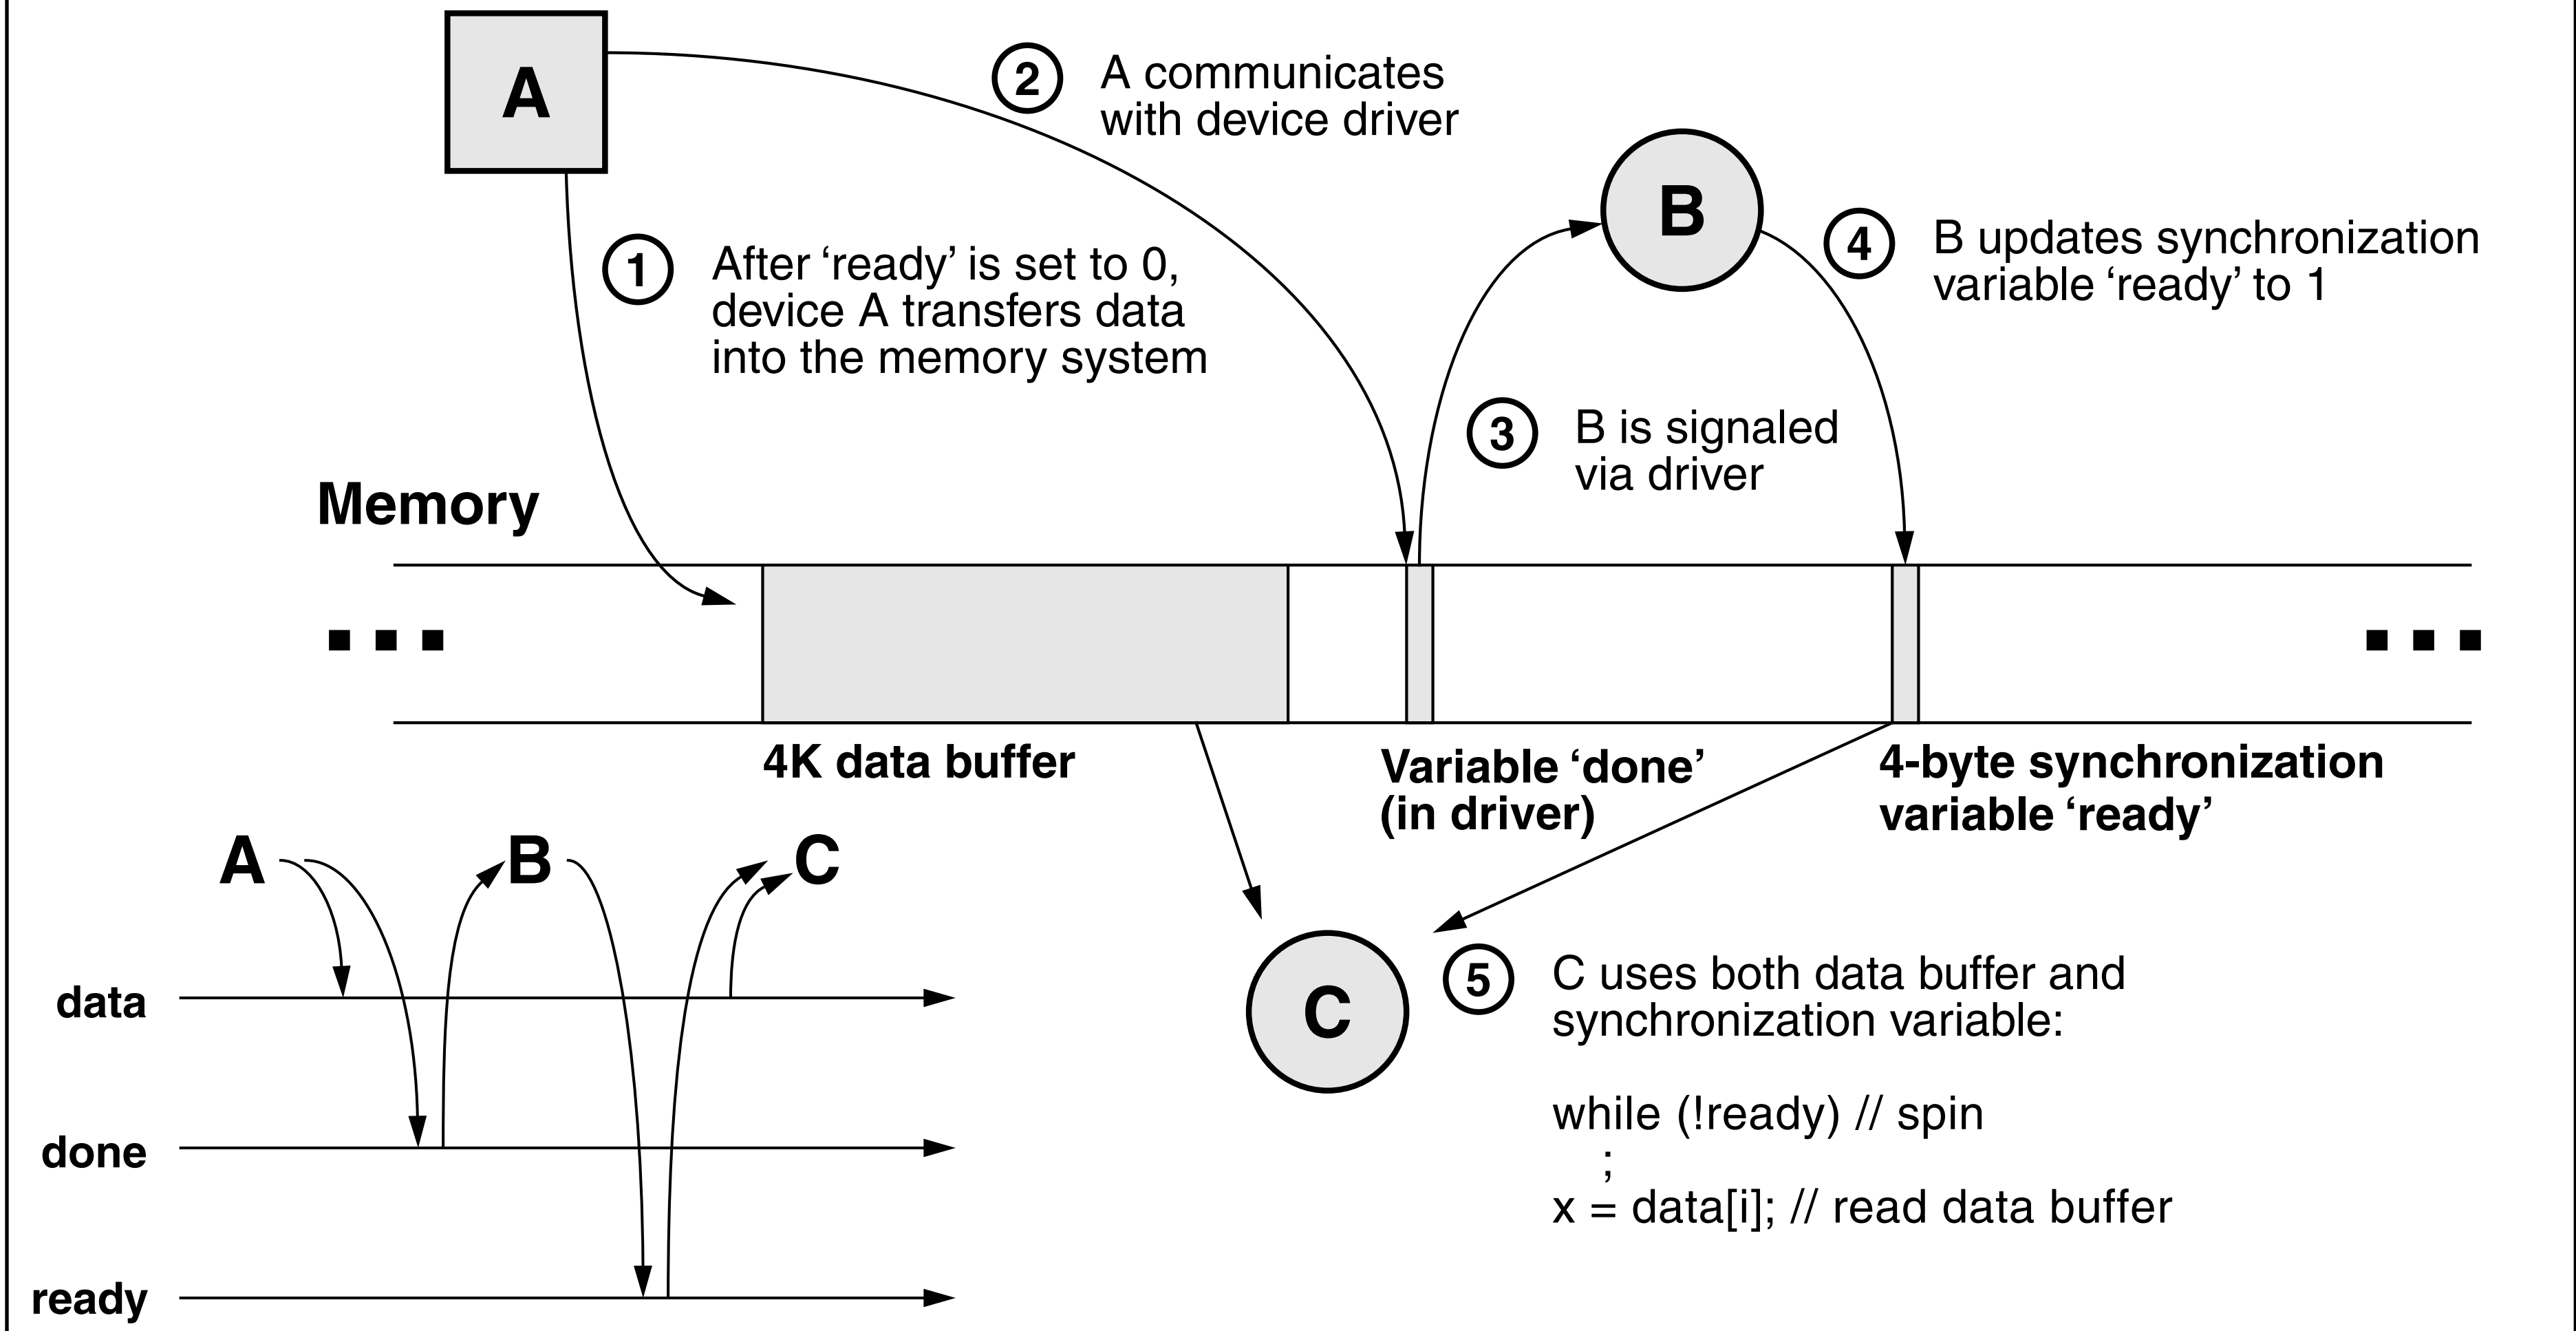 A
2
A communicates
with device driver
B
1
After ‘ready’ is set to 0,
device A transfers data
into the memory system
4
B updates synchronization
variable ‘ready’ to 1
3
B is signaled
via driver
Memory
4K data buffer
Variable ‘done’
(in driver)
4-byte synchronization
variable ‘ready’
A B C
data
done
ready
C
5
C uses both data buffer and
synchronization variable:
while (!ready) // spin
;
x = data[i]; // read data buffer